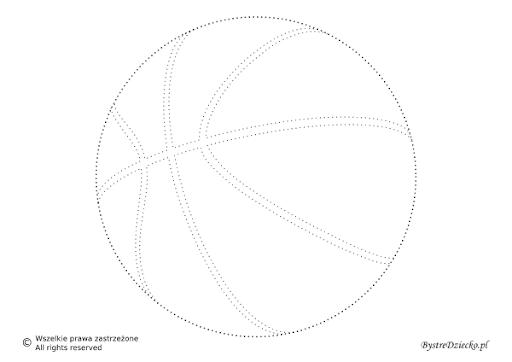 © Wszelkie prawa zastrzeżone
All rights reserved
BystreDziecko.pl